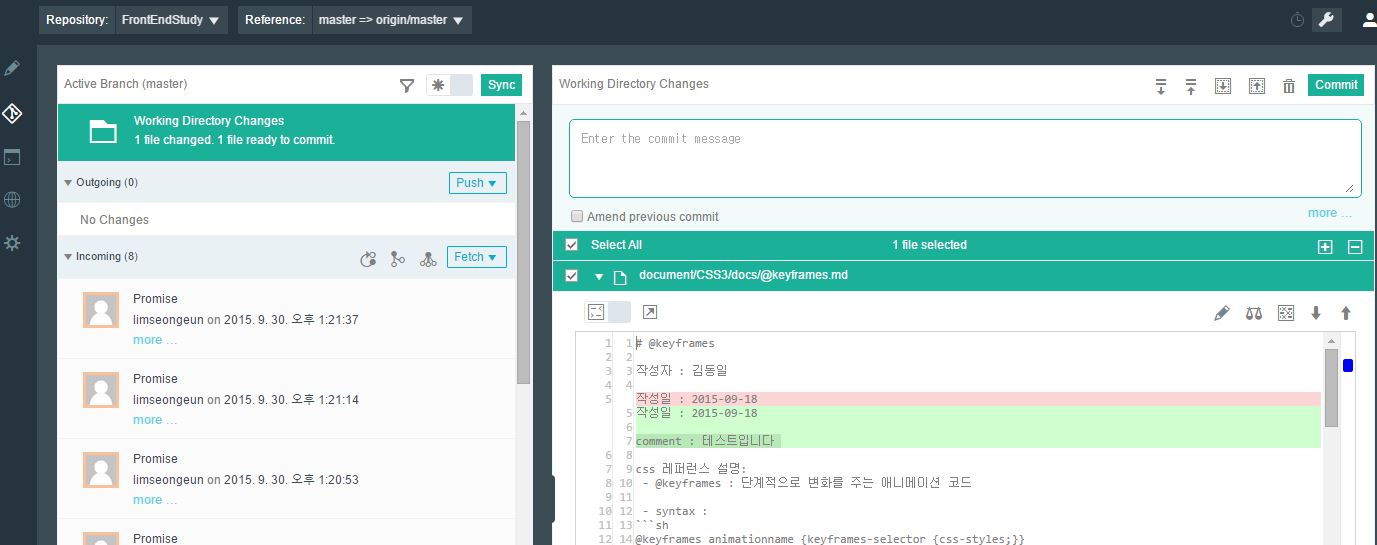 Repository: FrontEndStudy Reference: master => origin/master
Active Branch (master) Sync
Working Directory Changes
1 file changed. 1 file ready to commit.
Outgoing (0) Push
No Changes
Incoming (8) Fetch
Promise
limseongeun on 2015. 9. 30. 오후 1:21:37
more ...
Promise
limseongeun on 2015. 9. 30. 오후 1:21:14
more ...
Promise
limseongeun on 2015. 9. 30. 오후 1:20:53
more ...
Promise
Working Directory Changes Commit
Enter the commit message
Amend previous commit more ...
Select All 1 file selected
document/CSS3/docs/@keyframes.md
1 1 # @keyframes
2 2
3 3 작성자 : 김동일
4 4
5 작성일 : 2015-09-18
5 작성일 : 2015-09-18
6
7 comment : 테스트입니다
6 8
7 9 css 레퍼런스 설명:
8 10 - @keyframes : 단계적으로 변화를 주는 애니메이션 코드
9 11
10 12 - syntax :
11 13 ```sh
12 14 @keyframes animationname {keyframes-selector {css-styles;}}